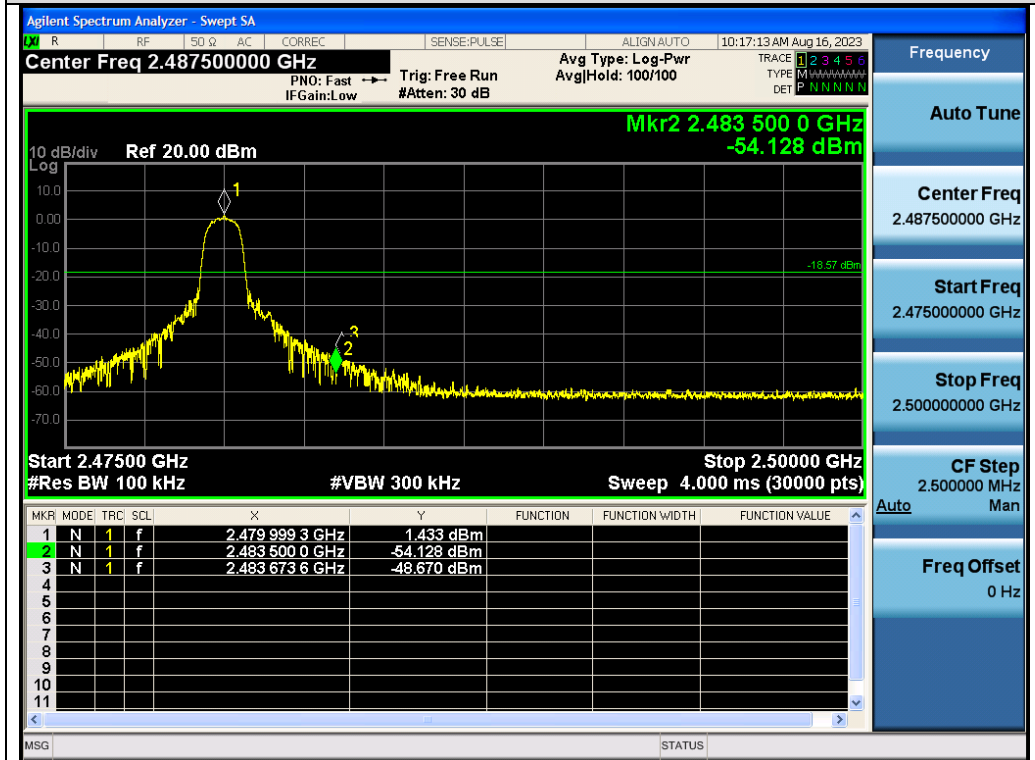 Agilent Spectrum Analyzer - Swept SA
LXI R RF 50 Ω AC CORREC SENSE:PULSE ALIGN AUTO 10:17:13 AM Aug 16, 2023
Center Freq 2.487500000 GHz
PNO: Fast
IFGain:Low
Trig: Free Run
#Atten: 30 dB
Avg Type: Log-Pwr
Avg|Hold: 100/100
TRACE 1 2 3 4 5 6
TYPE M WWWWW
DET P N N N N N
Mkr2 2.483 500 0 GHz
-54.128 dBm
10 dB/div Ref 20.00 dBm
Log
10.0
0.00
-10.0
-20.0
-30.0
-40.0
-50.0
-60.0
-70.0
1
-18.57 dBm
3
2
Start 2.47500 GHz Stop 2.50000 GHz
#Res BW 100 kHz #VBW 300 kHz Sweep 4.000 ms (30000 pts)
MKR MODE TRC SCL X Y FUNCTION FUNCTION WIDTH FUNCTION VALUE
1 N 1 f 2.479 999 3 GHz 1.433 dBm
2 N 1 f 2.483 500 0 GHz -54.128 dBm
3 N 1 f 2.483 673 6 GHz -48.670 dBm
4
5
6
7
8
9
10
11
MSG STATUS
Frequency
Auto Tune
Center Freq
2.487500000 GHz
Start Freq
2.475000000 GHz
Stop Freq
2.500000000 GHz
CF Step
2.500000 MHz
Auto Man
Freq Offset
0 Hz